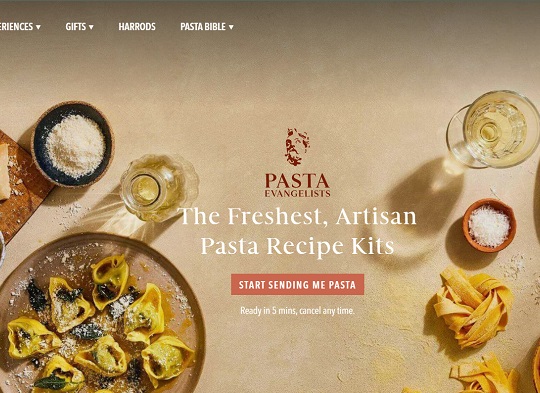 GIFTS ▾
HARRODS
PASTA BIBLE ▾
PASTA
EVANGELISTS
The Freshest, Artisan
Pasta Recipe Kits
START SENDING ME PASTA
Ready in 5 mins, cancel any time.